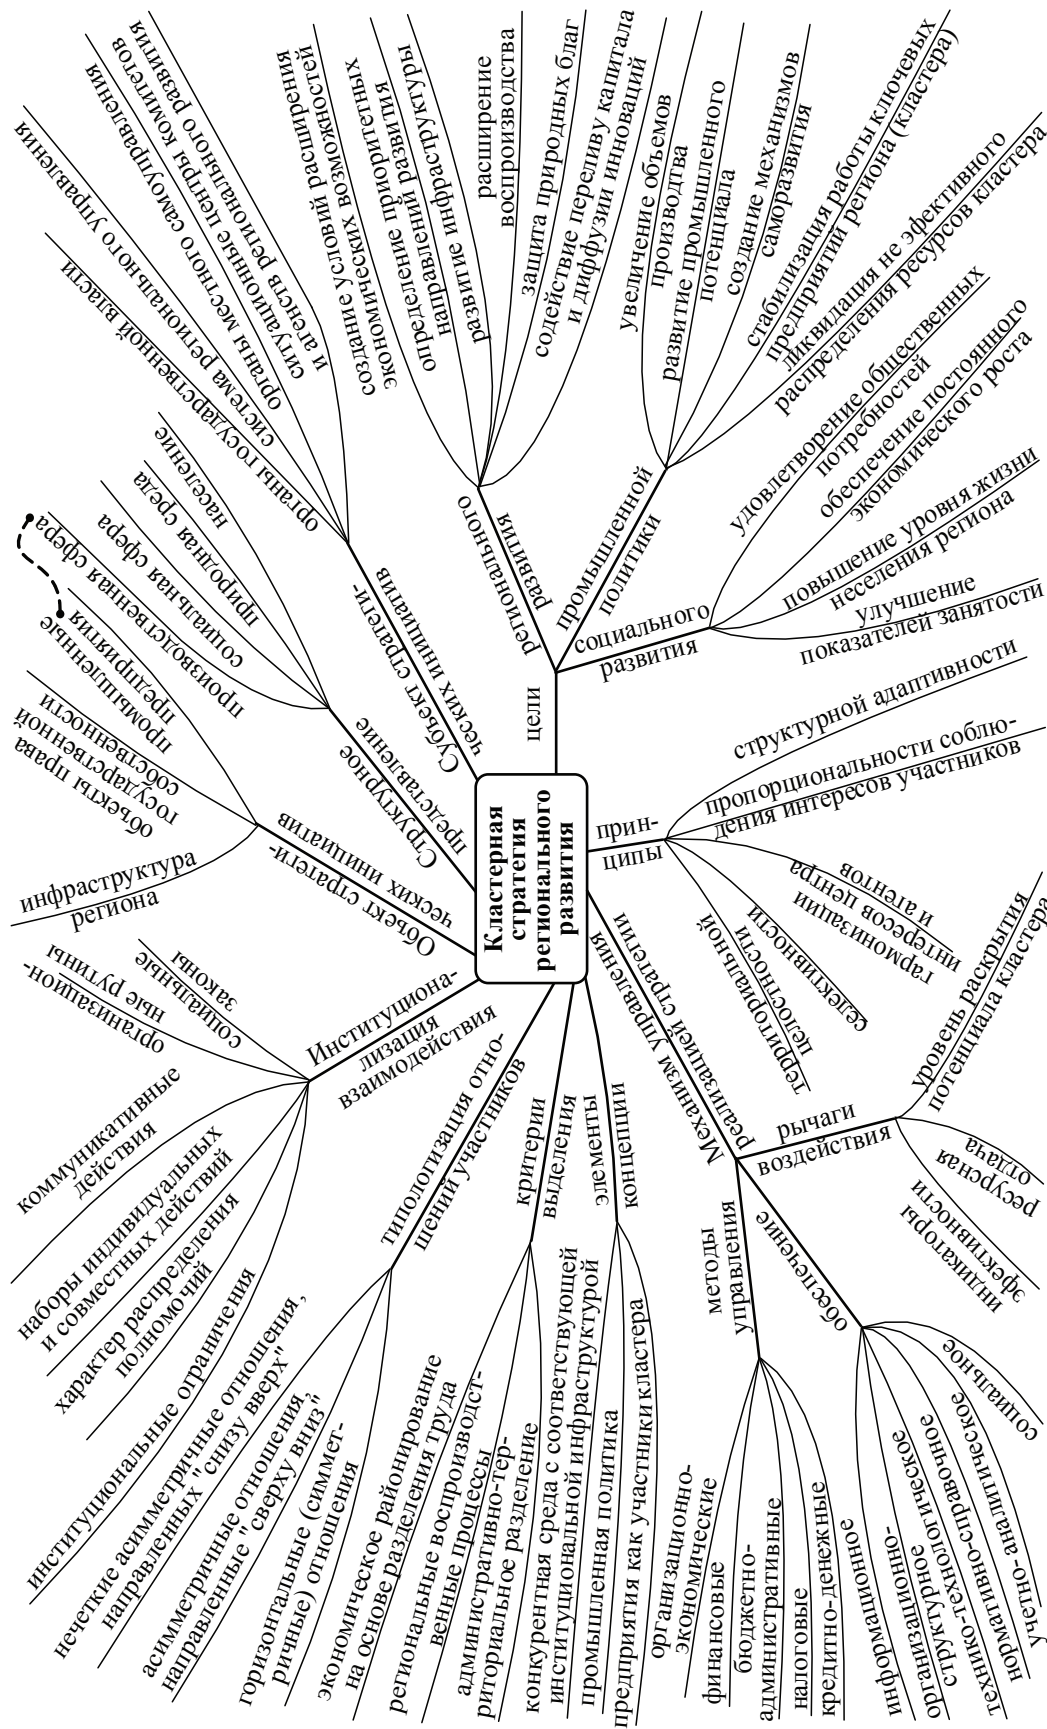 Кластерная
стратегия
регионального
развития
цели
регионального
развития
создание условий расширения
экономических возможностей
определение приоритетных
направлений развития
развитие инфраструктуры
расширение
воспроизводства
защита природных благ
содействие переливу капитала
и диффузии инноваций
промышленной
политики
увеличение объемов
производтва
развитие промышленного
потенциала
создание механизмов
саморазвития
стабилизация работы ключевых
предприятий региона (кластера)
ликвидация не эфективного
распределения ресурсов кластера
социального
развития
удовлетворение общественных
потребностей
обеспечение постоянного
экономического роста
повышение уровня жизни
неселения региона
улучшение
показателей занятости
прин-
ципы
структурной адаптивности
пропорциональности соблю-
дения интересов участников
гармонизации
интересов центра
и агентов
селективности
территориальной
целостности
Механизм управления
реализацией стратегии
рычаги
воздействия
уровень раскрытия
потенциала кластера
ресурсная
отдача
индикаторы
эфективности
обеспечение
социальное
учетно-аналитическое
нормативно-справочное
технико-технологическое
организационно-
структурное
информационное
методы
управления
кредитно-денежные
налоговые
бюджетно-
административные
финансовые
организационно-
экономические
элементы
концепции
предприятия как участники кластера
промышленная политика
конкурентная среда с соответствующей
институциональной инфраструктурой
критерии
выделения
административно-тер-
риториальное разделение
региональные воспроизводст-
венные процессы
экономическое районирование
на основе разделения труда
типологизация отно-
шений участников
горизонтальные (симмет-
ричные) отношения
асимметричные отношения,
направленные "сверху вниз"
нечеткие асимметричные отношения,
направленных "снизу вверх"
Институциона-
лизация
взаимодействия
институциональные ограничения
характер распределения
полномочий
наборы индивидуальных
и совместных действий
коммуникативные
действия
организацион-
ные рутины
социальные
законы
Объект стратеги-
ческих инициатив
инфраструктура
региона
объекты права
государственной
собственности
промышленные
предприятия
Структурное
представление
производственная сфера
социальная сфера
природная среда
население
Субъект стратеги-
ческих инициатив
органы государственной власти
система регионального управления
органы местного самоуправления
ситуационные центры комитетов
и агенств регионального развития